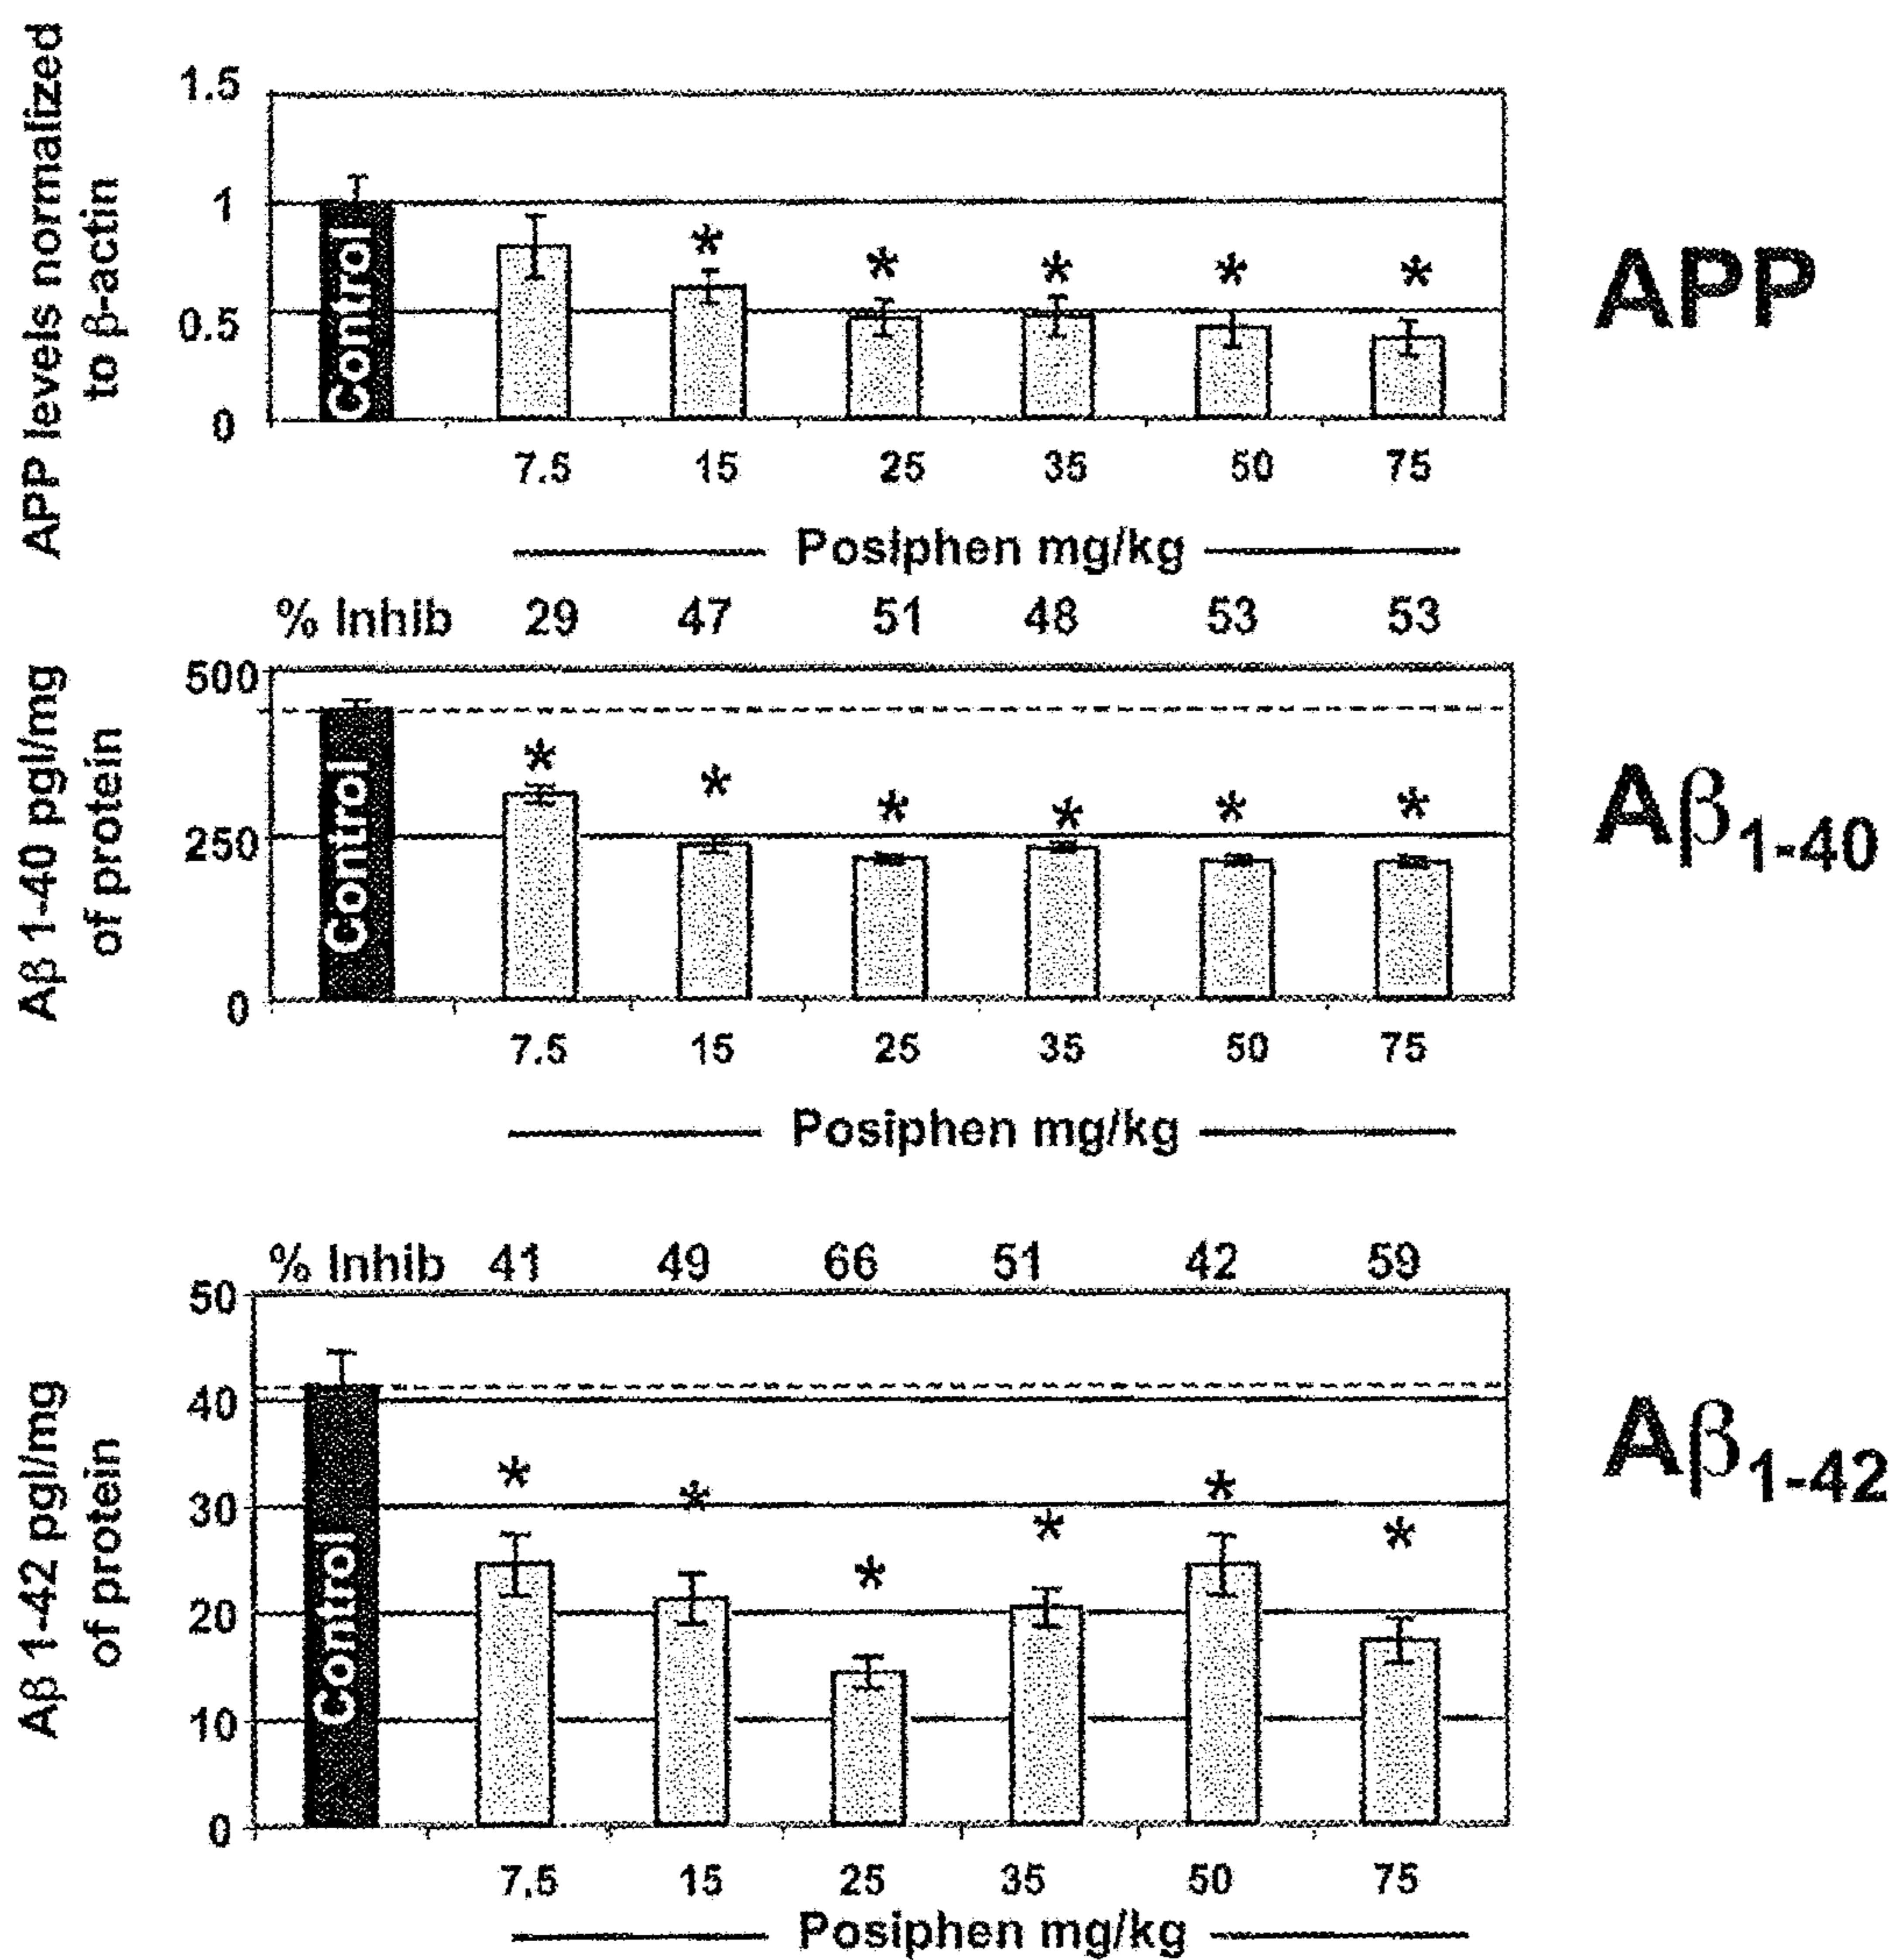 APP levels normalized
to β-actin
1.5
1
0.5
0
Control
* * * * *
7.5 15 25 35 50 75
Posiphen mg/kg
APP
% Inhib 29 47 51 48 53 53
Aβ 1-40 pgl/mg
of protein
500
250
0
Control
* * * * * *
7.5 15 25 35 50 75
Posiphen mg/kg
Aβ1-40
% Inhib 41 49 66 51 42 59
Aβ 1-42 pgl/mg
of protein
50
40
30
20
10
0
Control
* * * * * *
7.5 15 25 35 50 75
Posiphen mg/kg
Aβ1-42